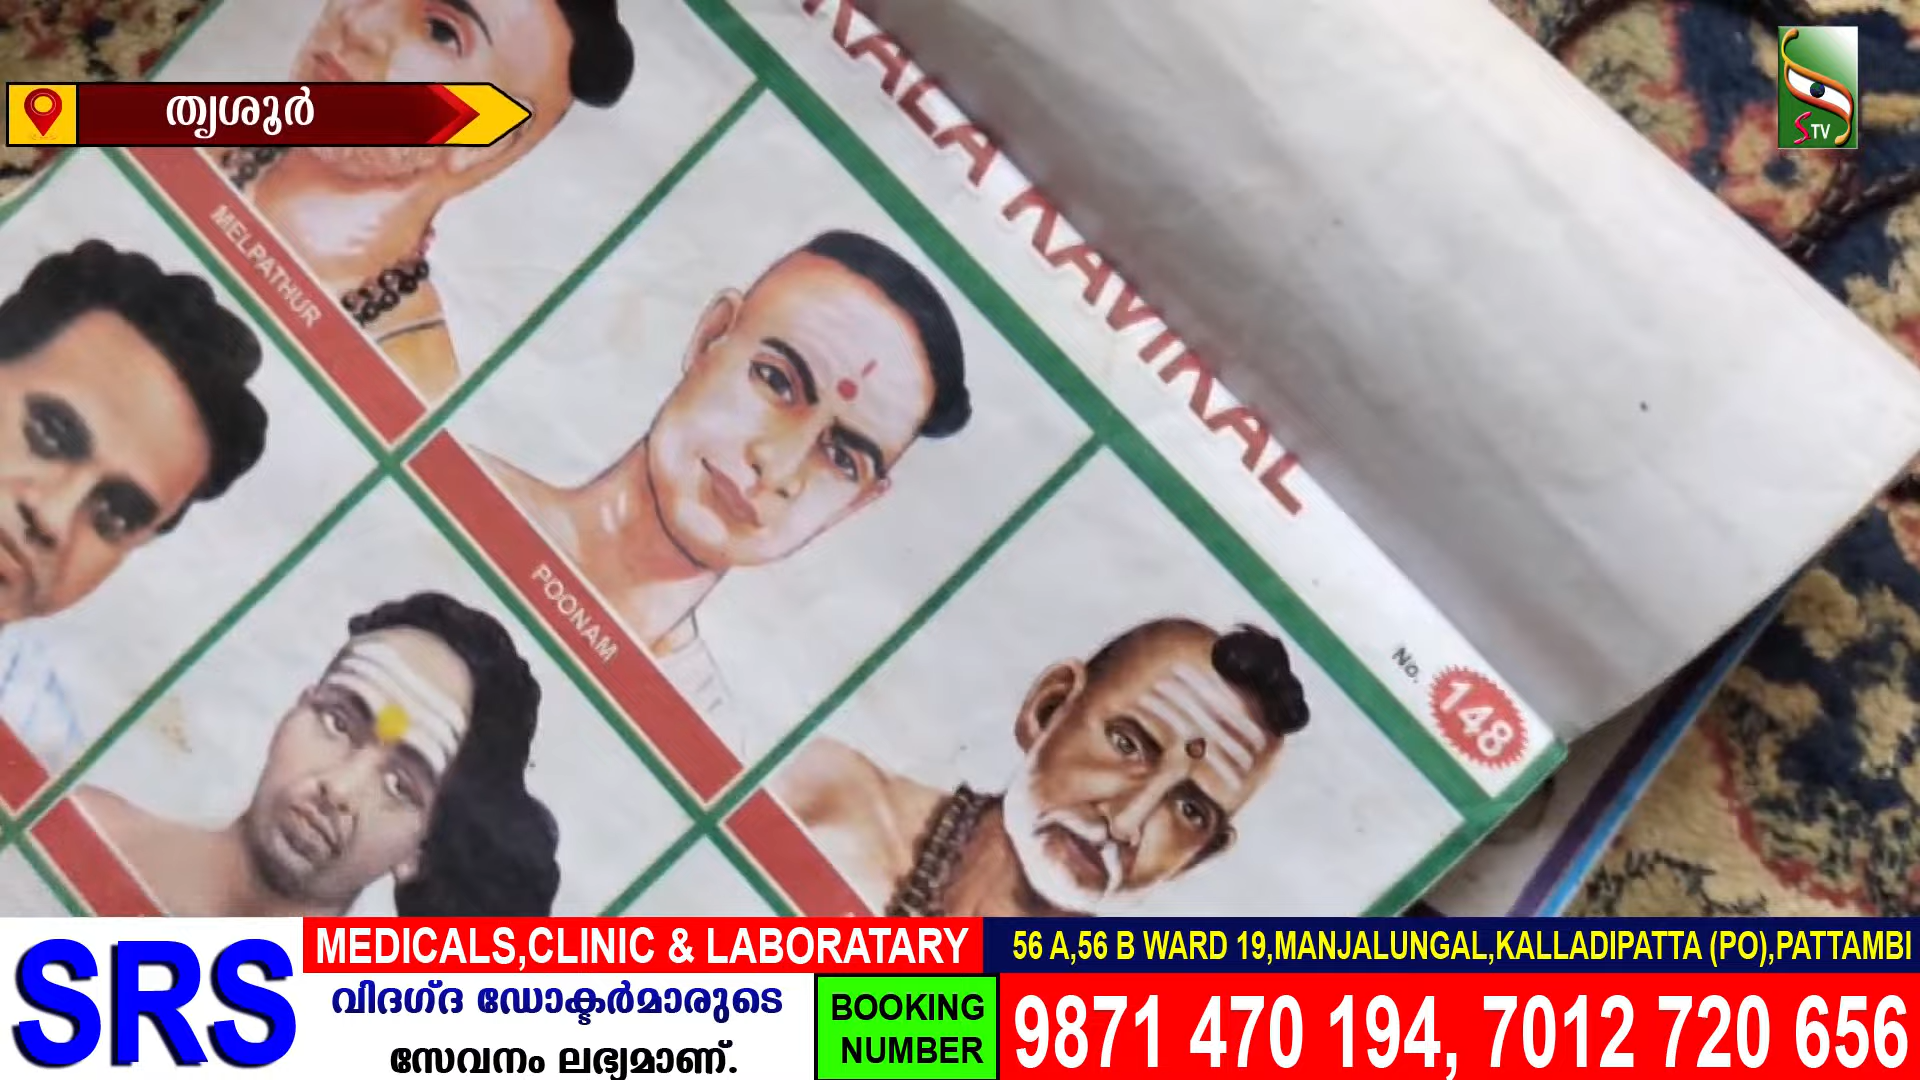 തൃശൂർ
STV
KALA KAVIKAL
MELPATHUR
POONAM
No.
148
SRS
MEDICALS,CLINIC & LABORATARY
56 A,56 B WARD 19,MANJALUNGAL,KALLADIPATTA (PO),PATTAMBI
വിദഗ്ദ ഡോക്ടർമാരുടെ
സേവനം ലഭ്യമാണ്.
BOOKING
NUMBER
9871 470 194, 7012 720 656